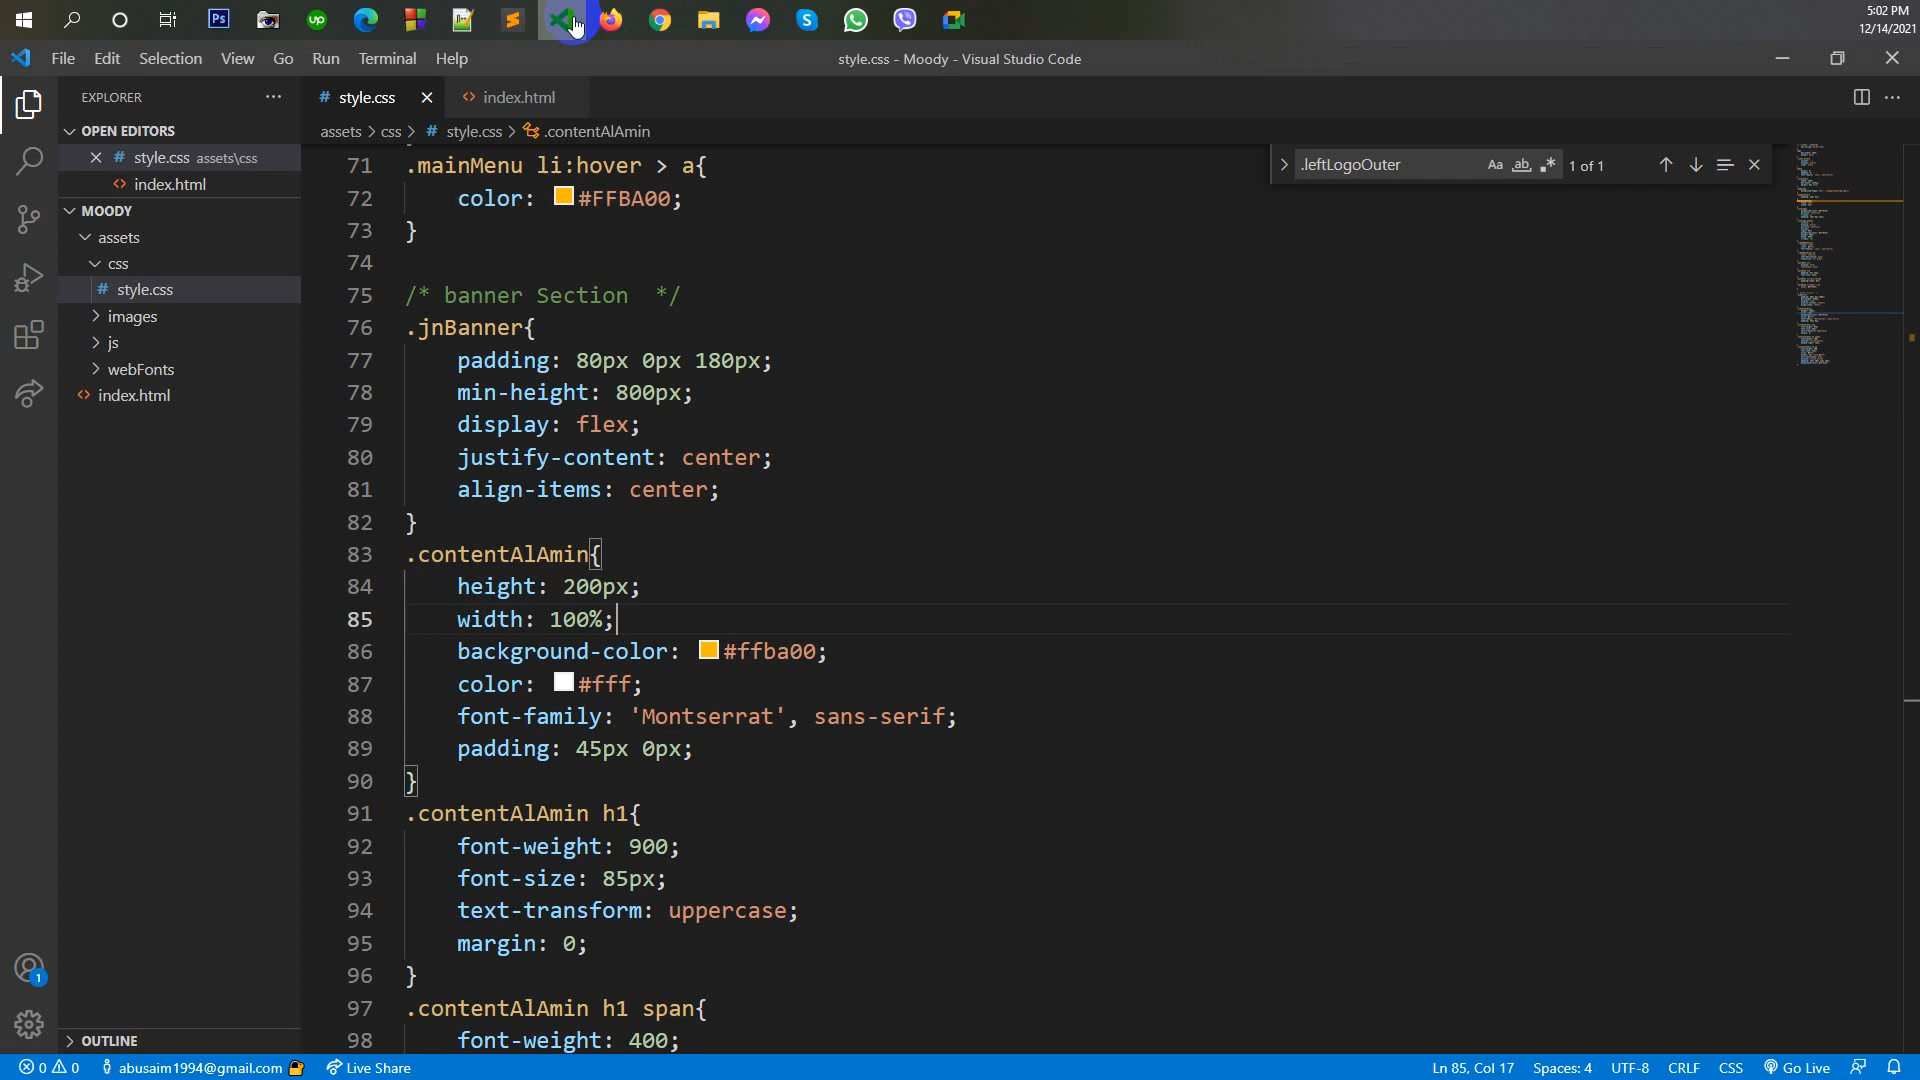 Ps
up
5:02 PM
12/14/2021
File Edit Selection View Go Run Terminal Help
style.css - Moody - Visual Studio Code
EXPLORER
OPEN EDITORS
style.css assets\css
index.html
MOODY
assets
css
style.css
images
js
webFonts
index.html
OUTLINE
# style.css
index.html
assets > css > # style.css > .contentAlAmin
.leftLogoOuter Aa ab 1 of 1
71 .mainMenu li:hover > a{
72 color: #FFBA00;
73 }
74
75 /* banner Section */
76 .jnBanner{
77 padding: 80px 0px 180px;
78 min-height: 800px;
79 display: flex;
80 justify-content: center;
81 align-items: center;
82 }
83 .contentAlAmin{
84 height: 200px;
85 width: 100%;
86 background-color: #ffba00;
87 color: #fff;
88 font-family: 'Montserrat', sans-serif;
89 padding: 45px 0px;
90 }
91 .contentAlAmin h1{
92 font-weight: 900;
93 font-size: 85px;
94 text-transform: uppercase;
95 margin: 0;
96 }
97 .contentAlAmin h1 span{
98 font-weight: 400;
1
0 0 abusaim1994@gmail.com Live Share
Ln 85, Col 17 Spaces: 4 UTF-8 CRLF CSS Go Live